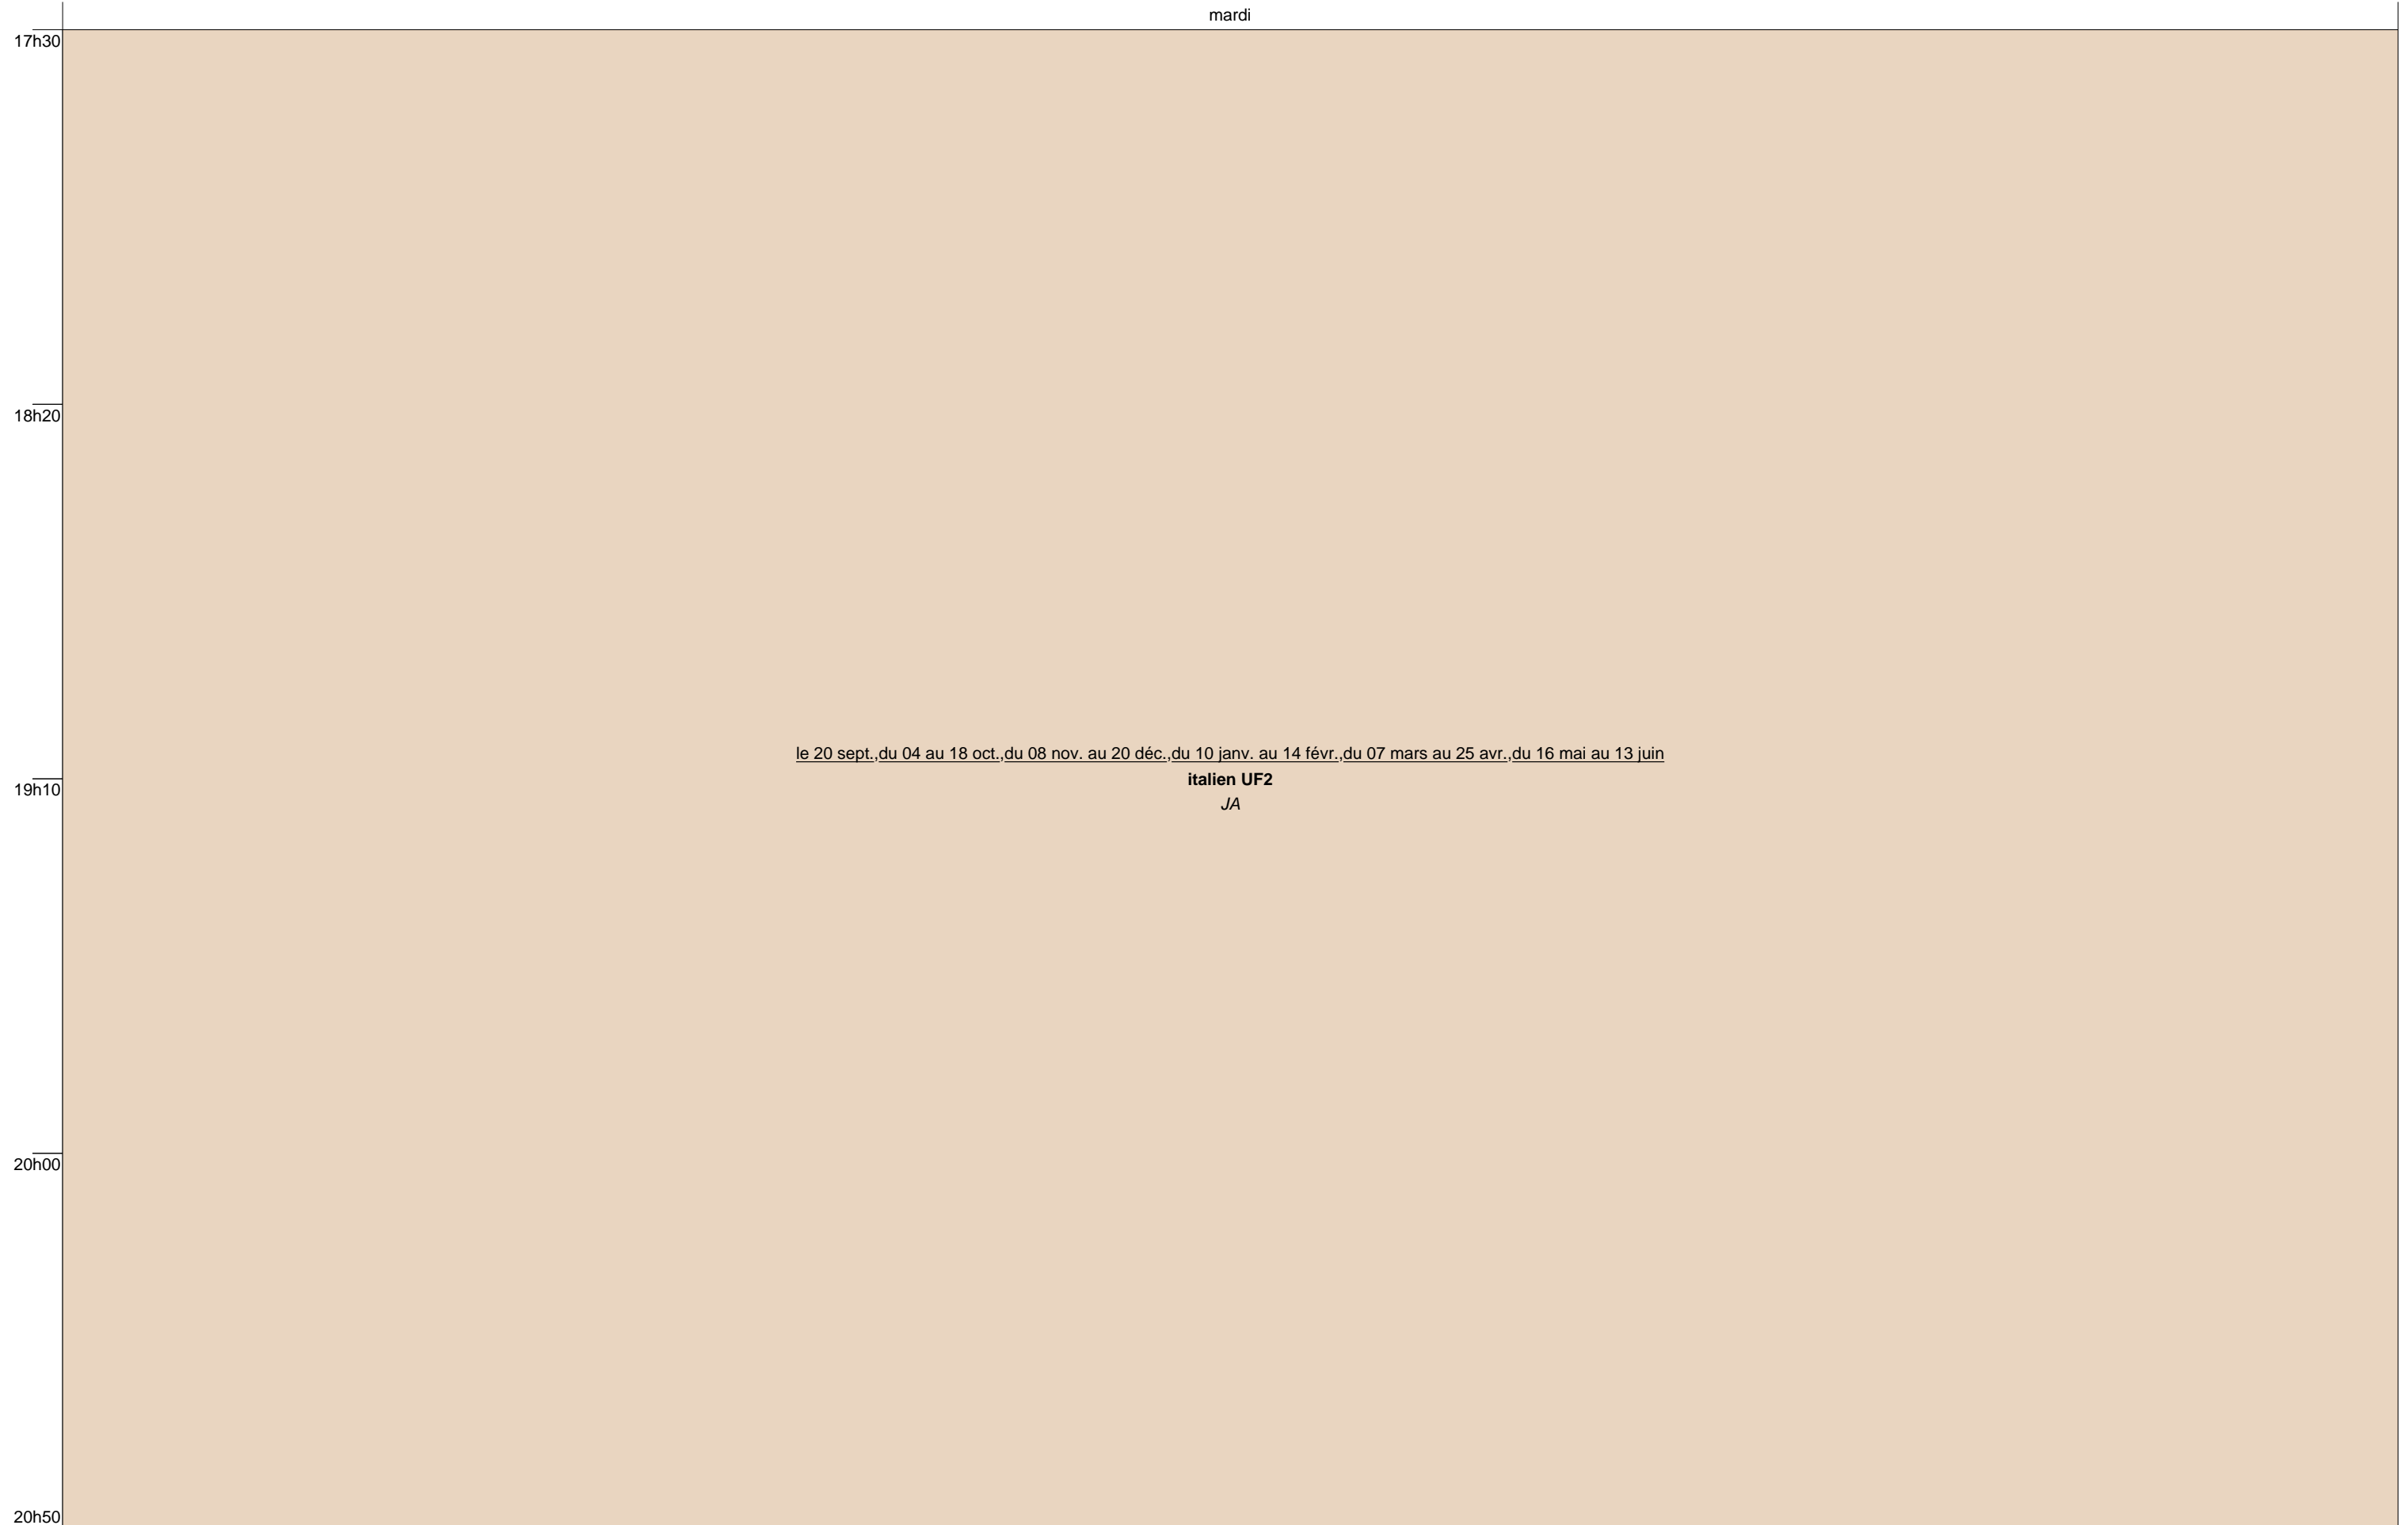 mardi
17h30
18h20
le 20 sept.,du 04 au 18 oct.,du 08 nov. au 20 déc.,du 10 janv. au 14 févr.,du 07 mars au 25 avr.,du 16 mai au 13 juin
italien UF2
19h10
JA
20h00
20h50